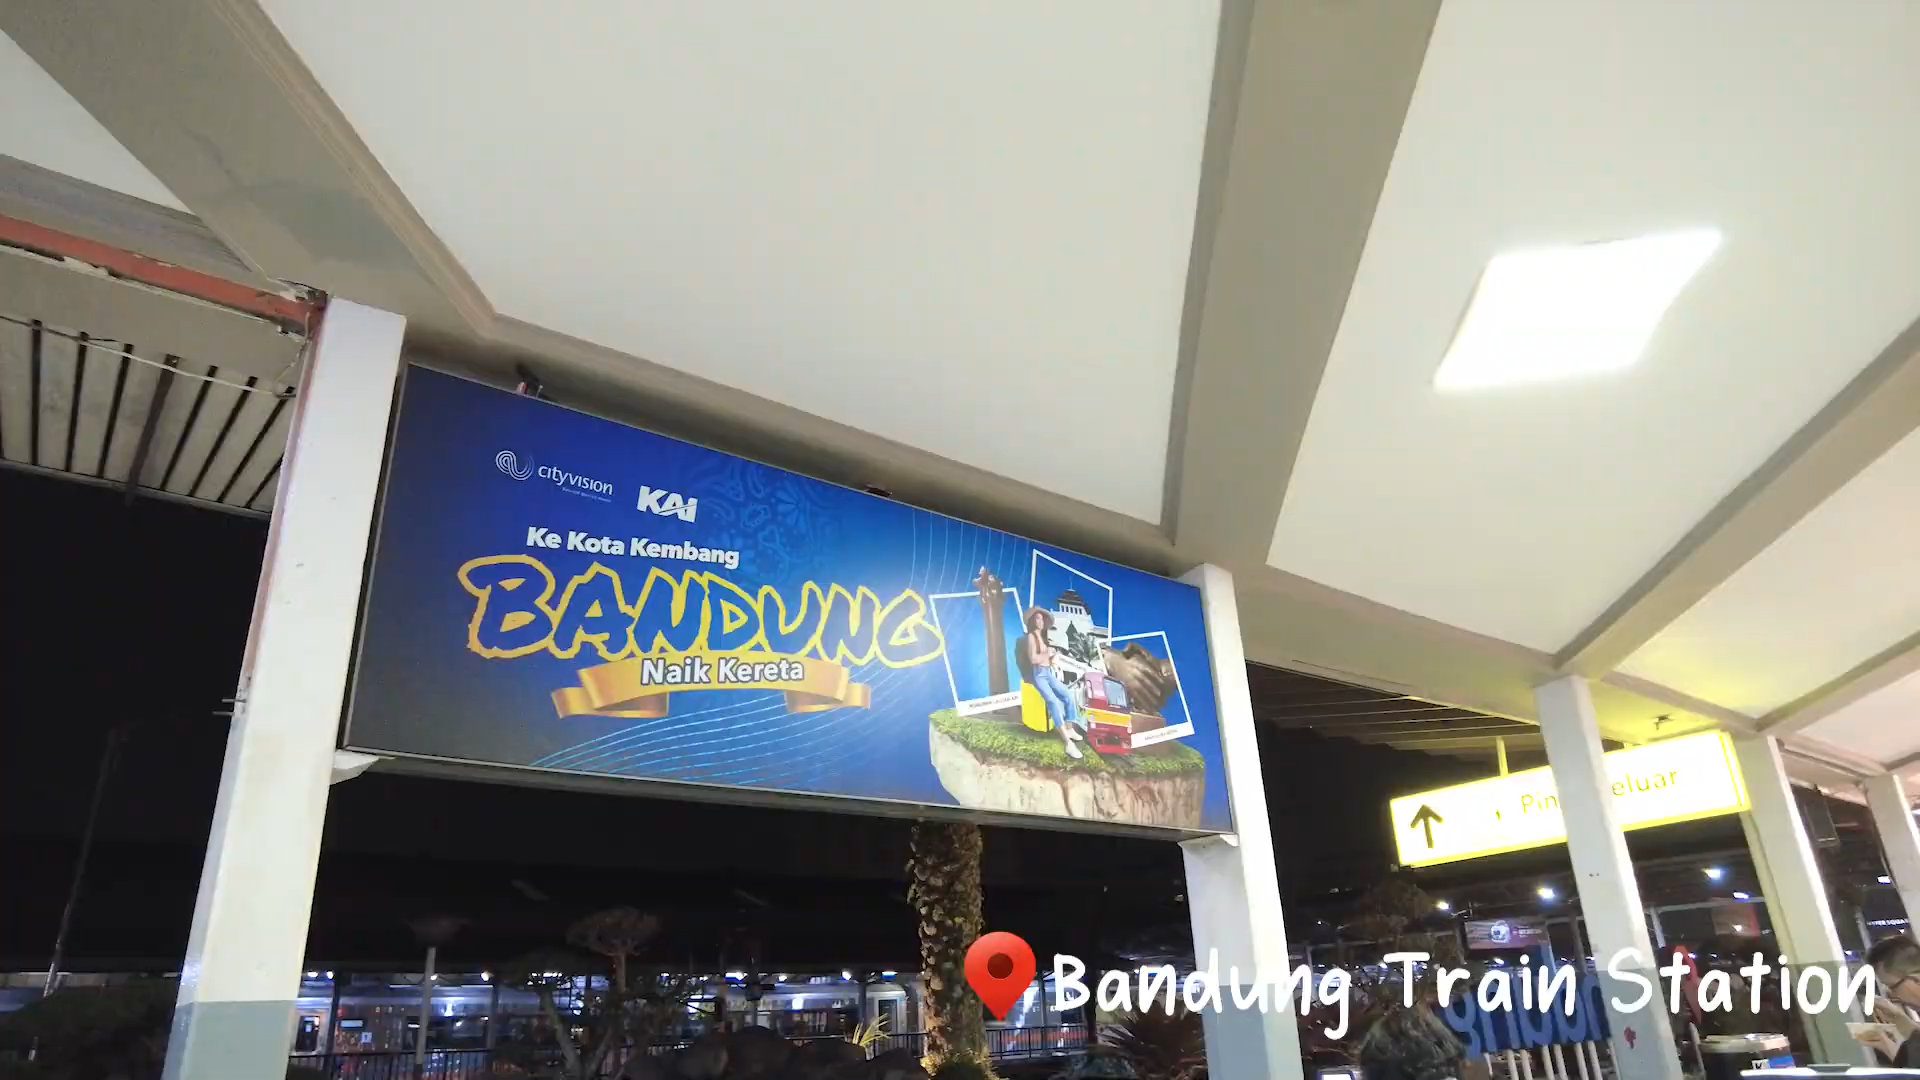 cityvision
KAI
Ke Kota Kembang
BANDUNG
Naik Kereta
Bandung Train Station